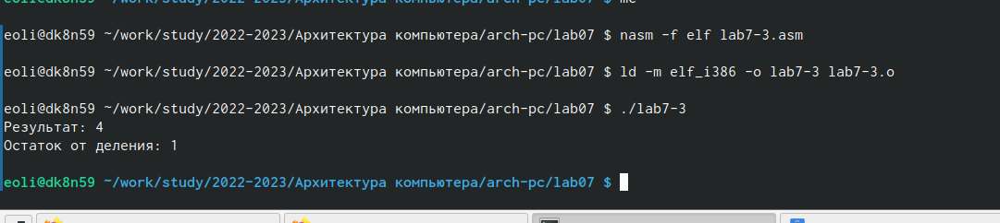 eoli@dk8n59 ~/work/study/2022-2023/Архитектура компьютера/arch-pc/lab07 $ mc
eoli@dk8n59 ~/work/study/2022-2023/Архитектура компьютера/arch-pc/lab07 $ nasm -f elf lab7-3.asm
eoli@dk8n59 ~/work/study/2022-2023/Архитектура компьютера/arch-pc/lab07 $ ld -m elf_i386 -o lab7-3 lab7-3.o
eoli@dk8n59 ~/work/study/2022-2023/Архитектура компьютера/arch-pc/lab07 $ ./lab7-3
Результат: 4
Остаток от деления: 1
eoli@dk8n59 ~/work/study/2022-2023/Архитектура компьютера/arch-pc/lab07 $